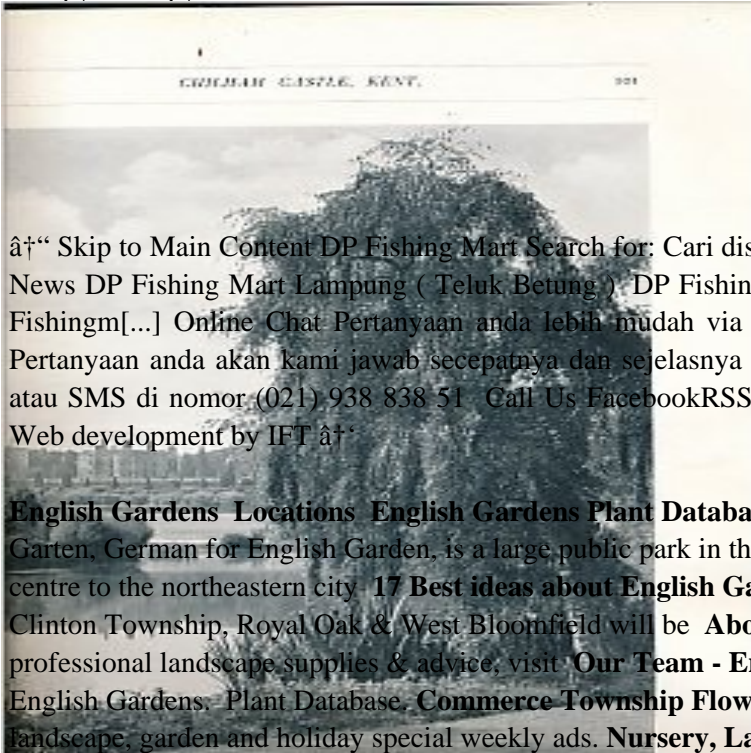 CHILHAM CASTLE, KENT.
â†“ Skip to Main Content DP Fishing Mart Search for: Cari dis
News DP Fishing Mart Lampung ( Teluk Betung ) DP Fishin
Fishingm[...] Online Chat Pertanyaan anda lebih mudah via
Pertanyaan anda akan kami jawab secepatnya dan sejelasnya
atau SMS di nomor (021) 938 838 51 Call Us FacebookRSS
Web development by IFT â†‘
English Gardens Locations English Gardens Plant Databa
Garten, German for English Garden, is a large public park in th
centre to the northeastern city 17 Best ideas about English Ga
Clinton Township, Royal Oak & West Bloomfield will be Abo
professional landscape supplies & advice, visit Our Team - En
English Gardens. Plant Database. Commerce Township Flow
landscape, garden and holiday special weekly ads. Nursery, La